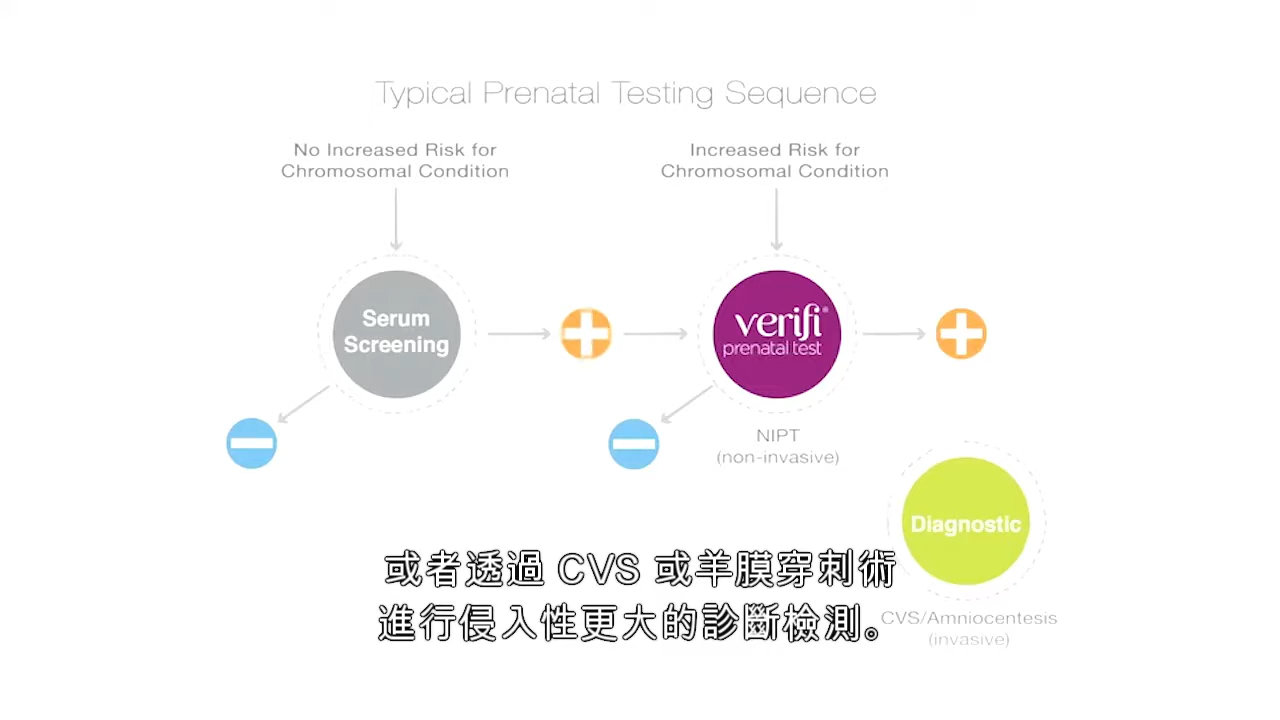 Typical Prenatal Testing Sequence
No Increased Risk for
Chromosomal Condition
Increased Risk for
Chromosomal Condition
Serum
Screening
verifi®
prenatal test
NIPT
(non-invasive)
Diagnostic
CVS/Amniocentesis
(invasive)
或者透過 CVS 或羊膜穿刺術
進行侵入性更大的診斷檢測。